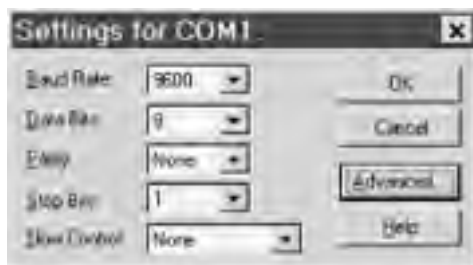 Settings for COM1
Baud Rate: 9600
Data Bits: 8
Parity: None
Stop Bits: 1
Flow Control: None
OK
Cancel
Advanced...
Help